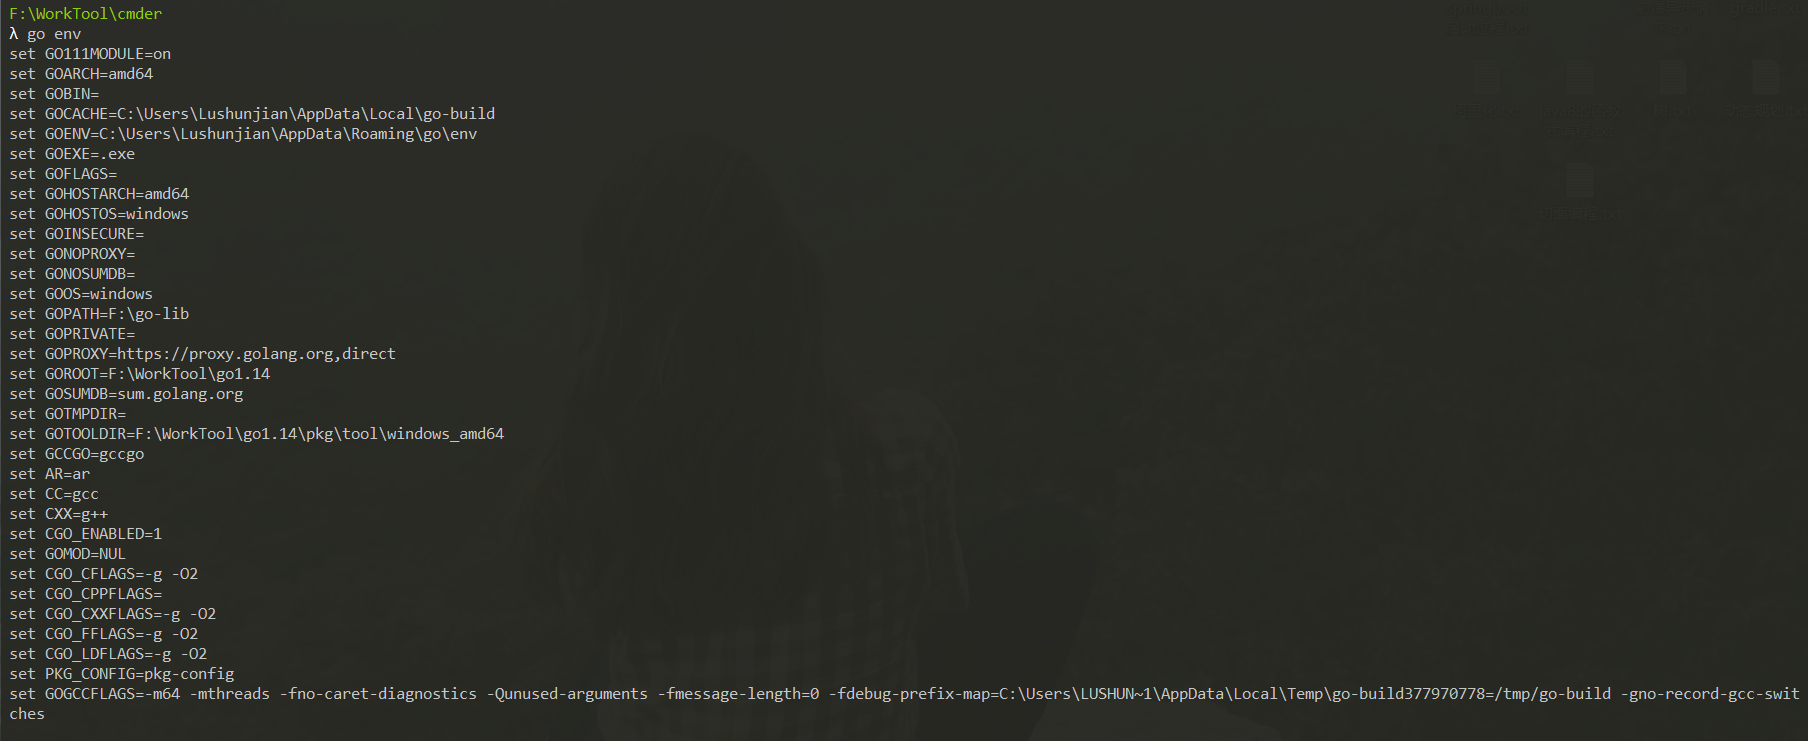 F:\WorkTool\cmder
λ go env
set GO111MODULE=on
set GOARCH=amd64
set GOBIN=
set GOCACHE=C:\Users\Lushunjian\AppData\Local\go-build
set GOENV=C:\Users\Lushunjian\AppData\Roaming\go\env
set GOEXE=.exe
set GOFLAGS=
set GOHOSTARCH=amd64
set GOHOSTOS=windows
set GOINSECURE=
set GONOPROXY=
set GONOSUMDB=
set GOOS=windows
set GOPATH=F:\go-lib
set GOPRIVATE=
set GOPROXY=https://proxy.golang.org,direct
set GOROOT=F:\WorkTool\go1.14
set GOSUMDB=sum.golang.org
set GOTMPDIR=
set GOTOOLDIR=F:\WorkTool\go1.14\pkg\tool\windows_amd64
set GCCGO=gccgo
set AR=ar
set CC=gcc
set CXX=g++
set CGO_ENABLED=1
set GOMOD=NUL
set CGO_CFLAGS=-g -O2
set CGO_CPPFLAGS=
set CGO_CXXFLAGS=-g -O2
set CGO_FFLAGS=-g -O2
set CGO_LDFLAGS=-g -O2
set PKG_CONFIG=pkg-config
set GOGCCFLAGS=-m64 -mthreads -fno-caret-diagnostics -Qunused-arguments -fmessage-length=0 -fdebug-prefix-map=C:\Users\LUSHUN~1\AppData\Local\Temp\go-build377970778=/tmp/go-build -gno-record-gcc-swit
ches